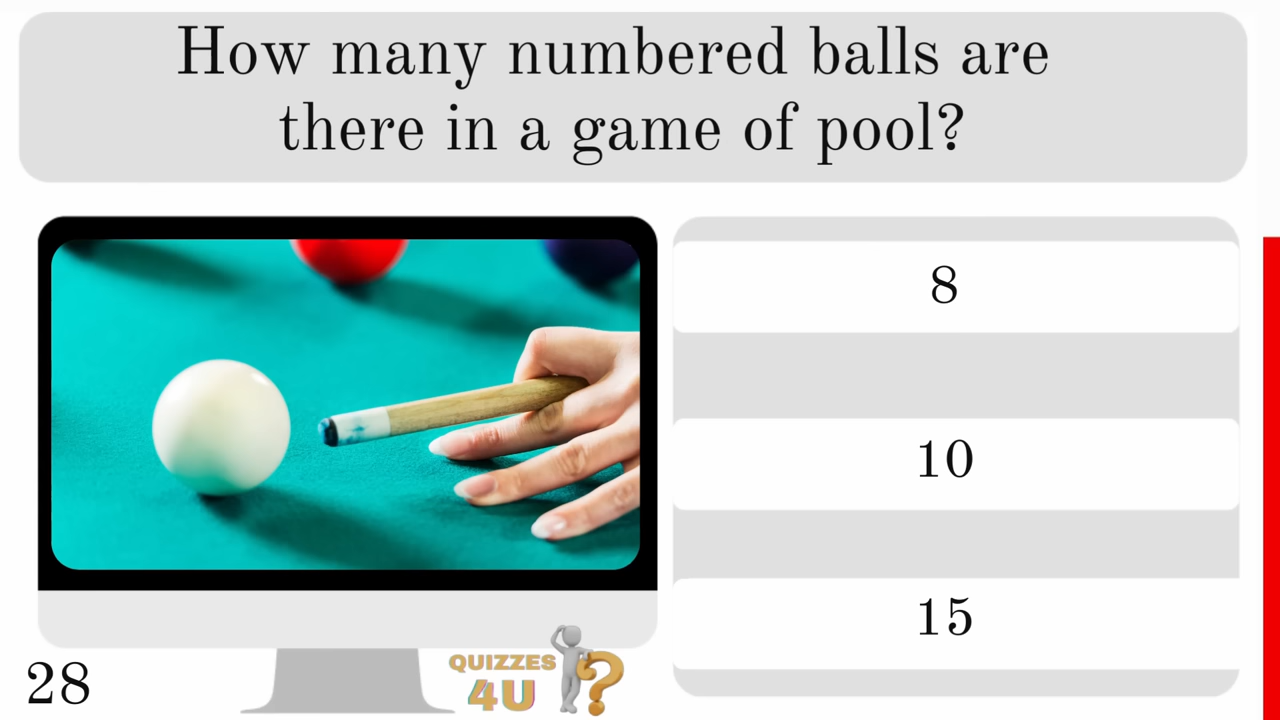 How many numbered balls are
there in a game of pool?
8
10
15
28
QUIZZES
4U